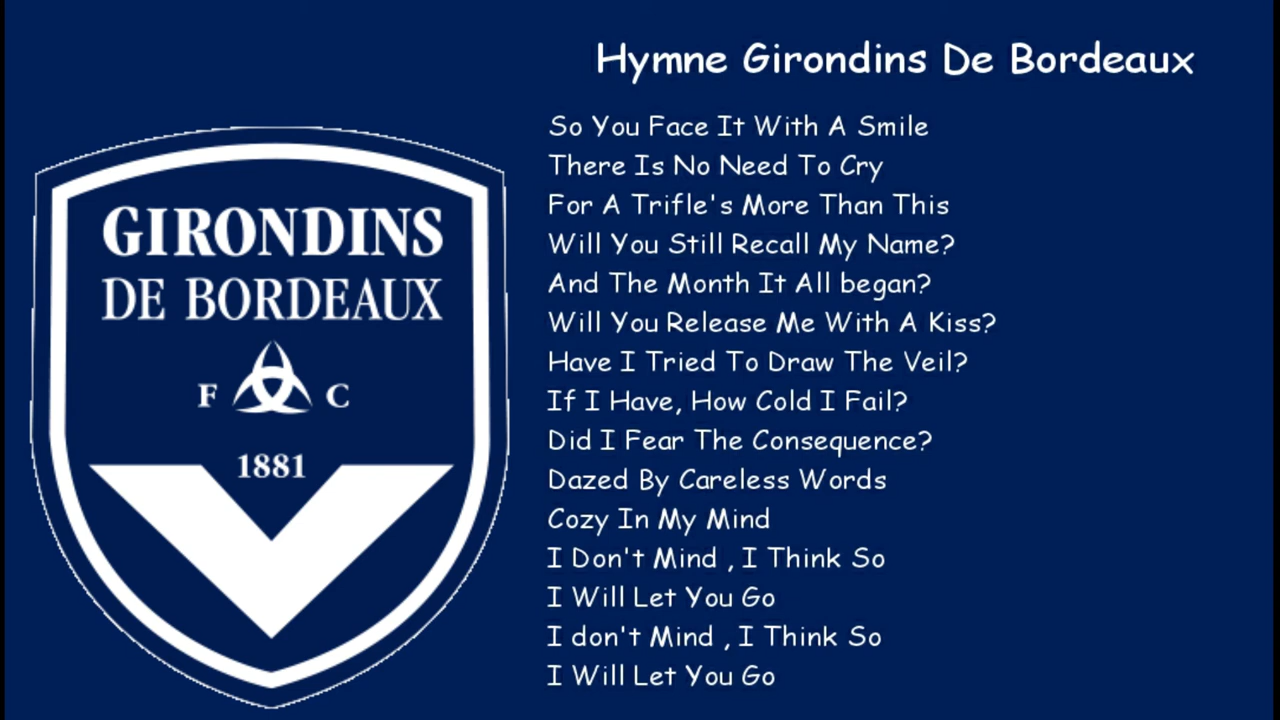 Hymne Girondins De Bordeaux
GIRONDINS
DE BORDEAUX
F C
1881
So You Face It With A Smile
There Is No Need To Cry
For A Trifle's More Than This
Will You Still Recall My Name?
And The Month It All began?
Will You Release Me With A Kiss?
Have I Tried To Draw The Veil?
If I Have, How Cold I Fail?
Did I Fear The Consequence?
Dazed By Careless Words
Cozy In My Mind
I Don't Mind , I Think So
I Will Let You Go
I don't Mind , I Think So
I Will Let You Go